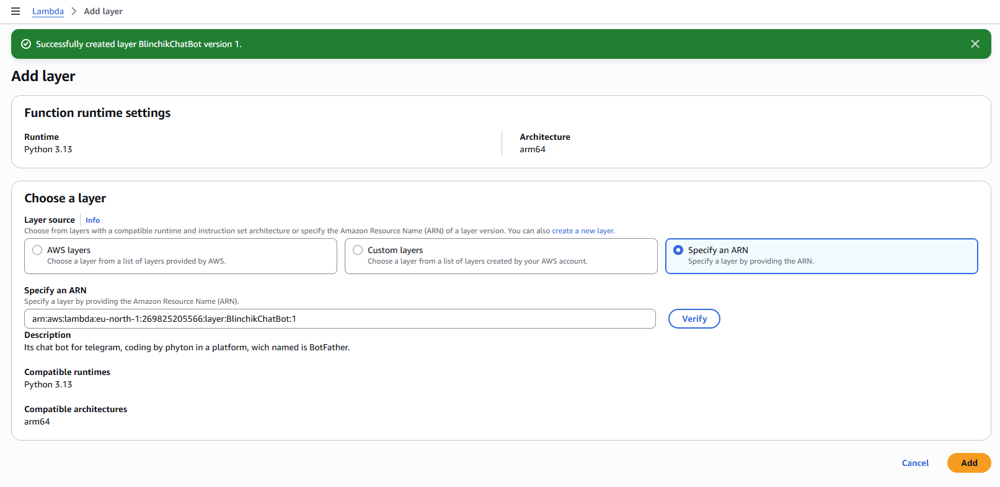 Lambda > Add layer
Successfully created layer BlinchikChatBot version 1.
Add layer
Function runtime settings
Runtime
Python 3.13
Architecture
arm64
Choose a layer
Layer source Info
Choose from layers with a compatible runtime and instruction set architecture or specify the Amazon Resource Name (ARN) of a layer version. You can also create a new layer.
AWS layers
Choose a layer from a list of layers provided by AWS.
Custom layers
Choose a layer from a list of layers created by your AWS account.
Specify an ARN
Specify a layer by providing the ARN.
Specify an ARN
Specify a layer by providing the Amazon Resource Name (ARN).
arn:aws:lambda:eu-north-1:269825205566:layer:BlinchikChatBot:1
Verify
Description
Its chat bot for telegram, coding by phyton in a platform, wich named is BotFather.
Compatible runtimes
Python 3.13
Compatible architectures
arm64
Cancel
Add